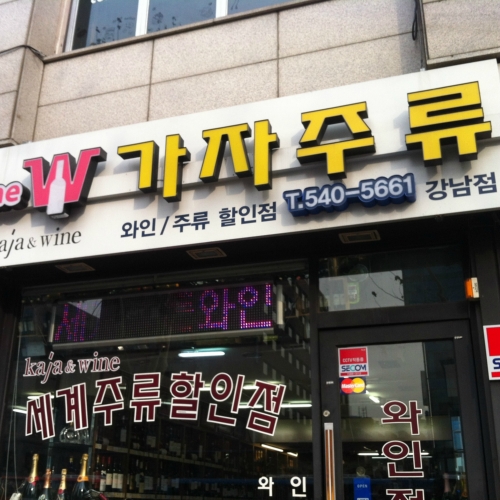 W 가자주류
kaja & wine 와인 / 주류 할인점 T.540-5661 강남점
와인
kaja & wine
세계주류할인점
SECOM
MasterCard
와인
와인